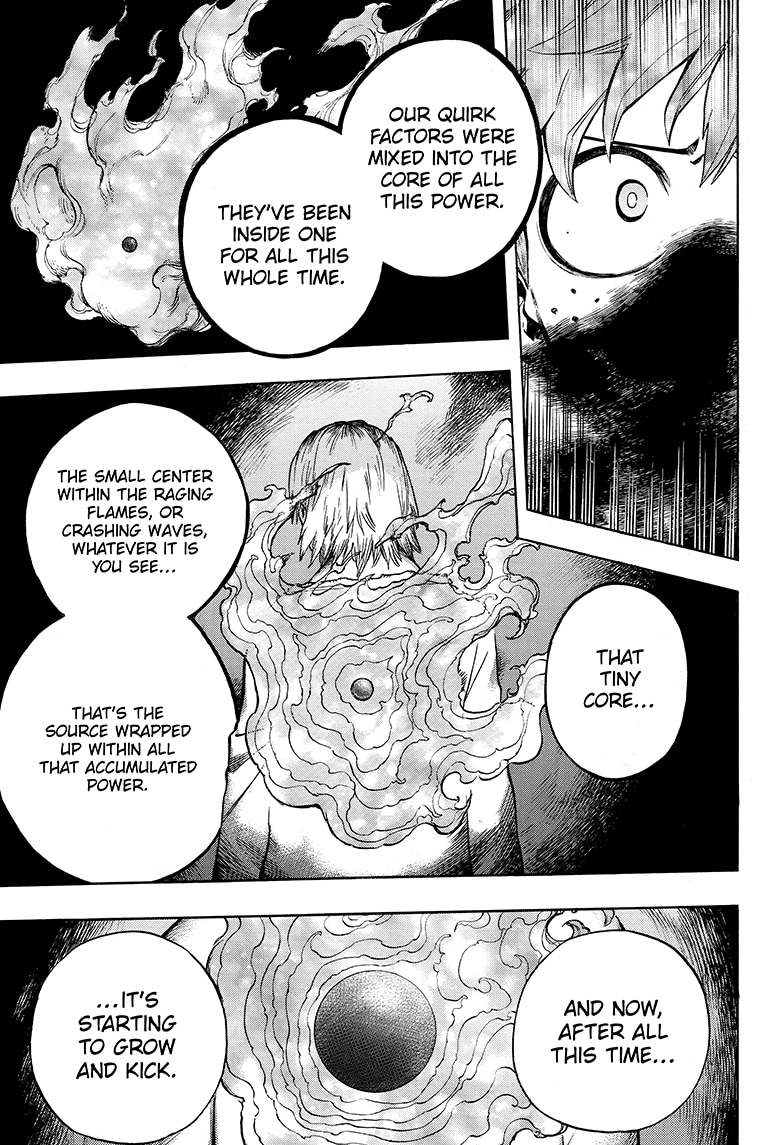 OUR QUIRK
FACTORS WERE
MIXED INTO THE
CORE OF ALL
THIS POWER.
THEY'VE BEEN
INSIDE ONE
FOR ALL THIS
WHOLE TIME.
THAT
TINY
CORE...
THE SMALL CENTER
WITHIN THE RAGING
FLAMES, OR
CRASHING WAVES,
WHATEVER IT IS
YOU SEE...
THAT'S THE
SOURCE WRAPPED
UP WITHIN ALL
THAT ACCUMULATED
POWER.
AND NOW,
AFTER ALL
THIS TIME...
...IT'S
STARTING
TO GROW
AND KICK.